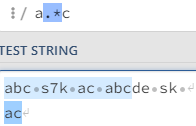 / a.*c
TEST STRING
abc·s7k·ac·abcde·sk·↵
ac↵